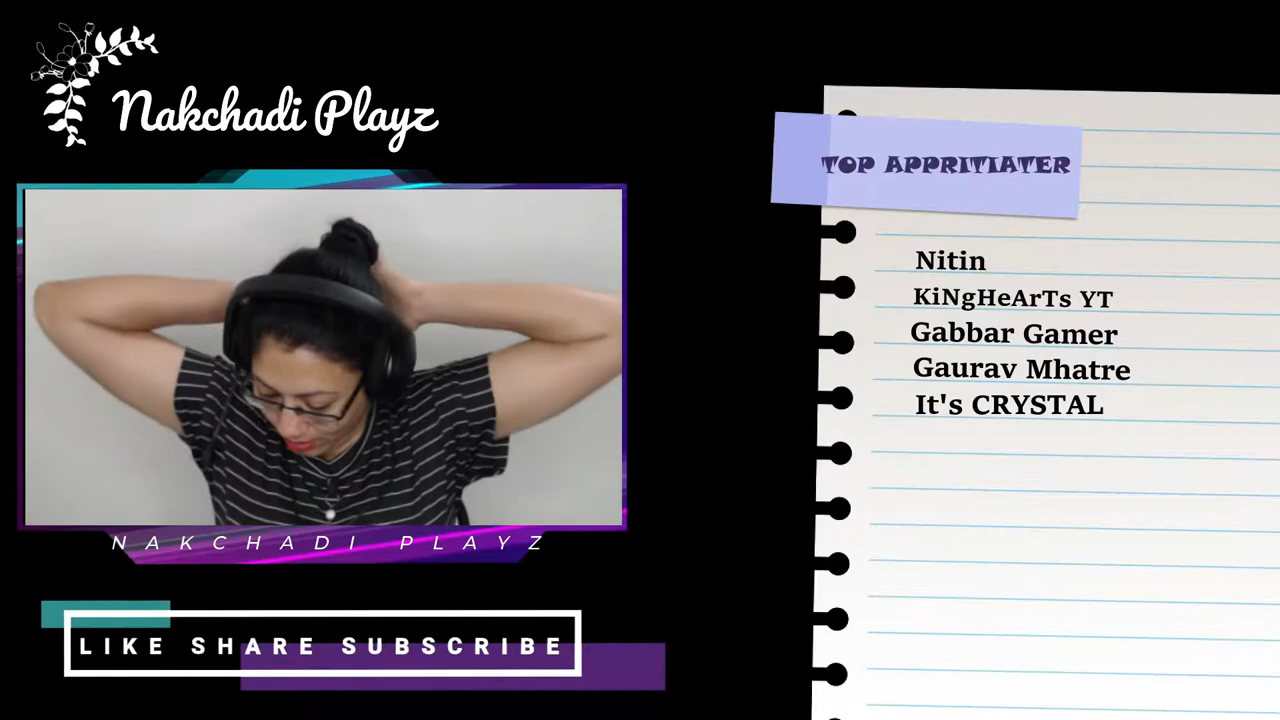 Nakchadi Playz
NAKCHADI PLAYZ
LIKE SHARE SUBSCRIBE
TOP APPRITIATER
Nitin
KiNgHeArTs YT
Gabbar Gamer
Gaurav Mhatre
It's CRYSTAL